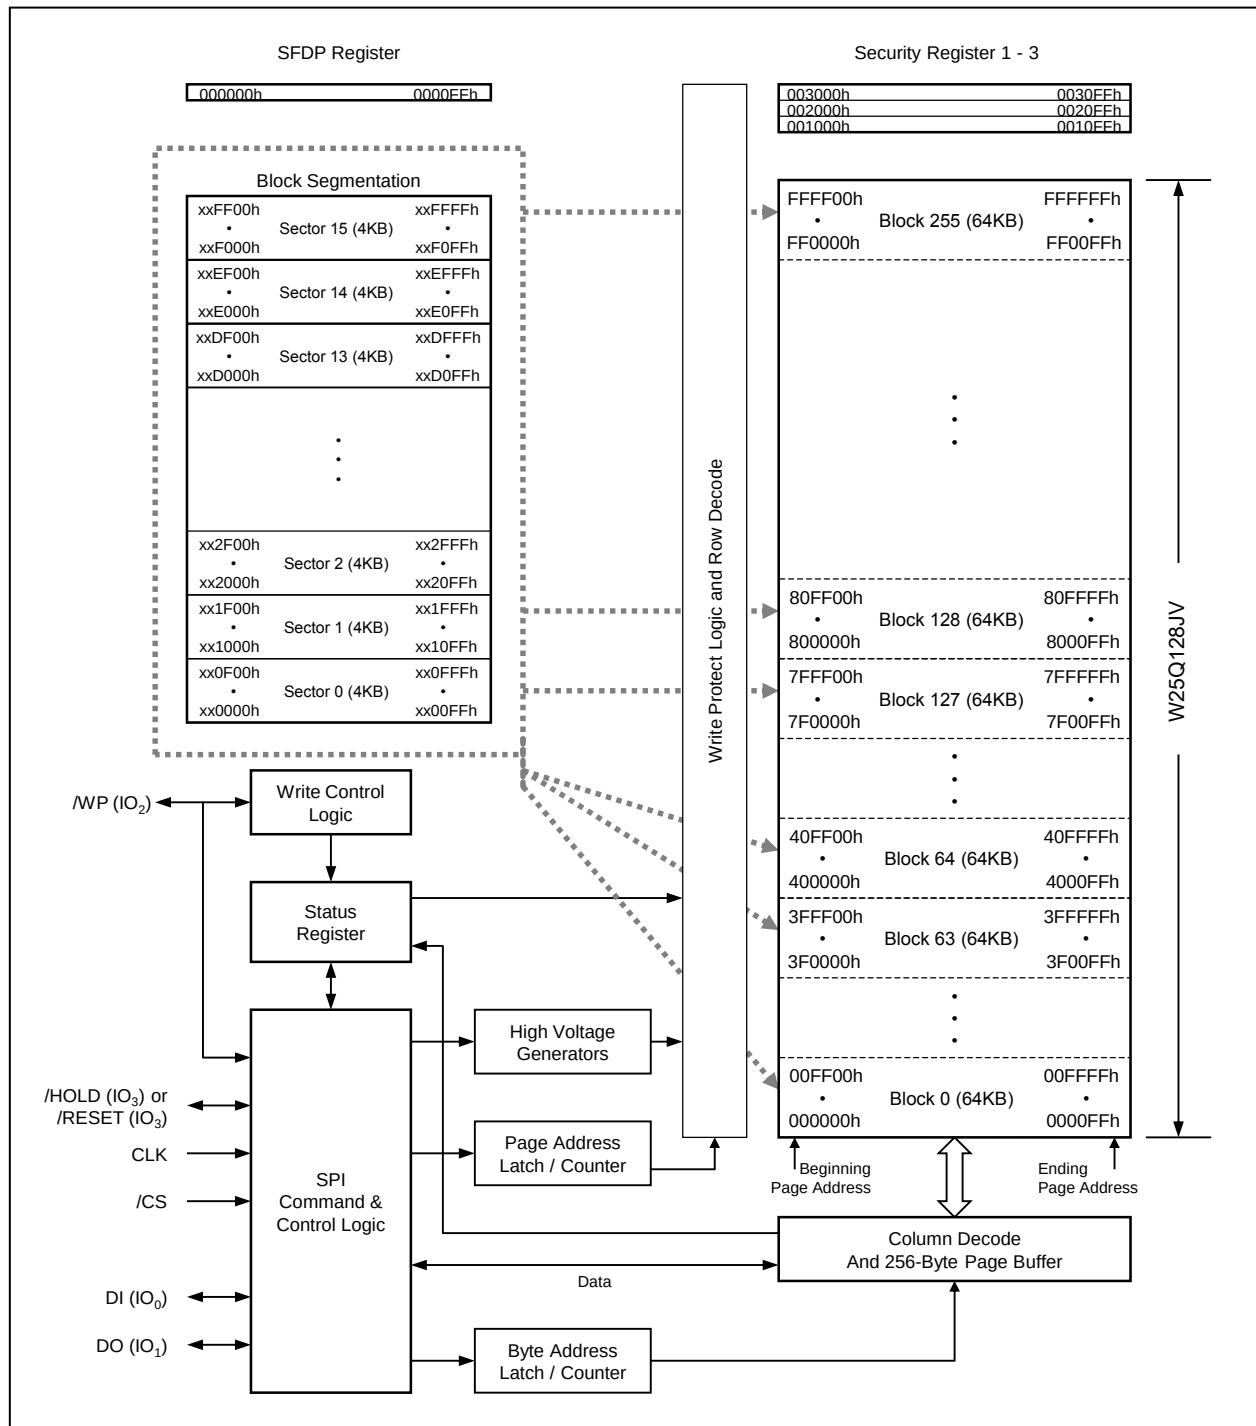 SFDP Register
000000h 0000FFh
Security Register 1 - 3
003000h 0030FFh
002000h 0020FFh
001000h 0010FFh
Block Segmentation
xxFF00h xxFFFFh
• Sector 15 (4KB) •
xxF000h xxF0FFh
xxEF00h xxEFFFh
• Sector 14 (4KB) •
xxE000h xxE0FFh
xxDF00h xxDFFFh
• Sector 13 (4KB) •
xxD000h xxD0FFh
xx2F00h xx2FFFh
• Sector 2 (4KB) •
xx2000h xx20FFh
xx1F00h xx1FFFh
• Sector 1 (4KB) •
xx1000h xx10FFh
xx0F00h xx0FFFh
• Sector 0 (4KB) •
xx0000h xx00FFh
Write Protect Logic and Row Decode
FFFF00h FFFFFFh
• Block 255 (64KB) •
FF0000h FF00FFh
80FF00h 80FFFFh
• Block 128 (64KB) •
800000h 8000FFh
7FFF00h 7FFFFFh
• Block 127 (64KB) •
7F0000h 7F00FFh
40FF00h 40FFFFh
• Block 64 (64KB) •
400000h 4000FFh
3FFF00h 3FFFFFh
• Block 63 (64KB) •
3F0000h 3F00FFh
00FF00h 00FFFFh
• Block 0 (64KB) •
000000h 0000FFh
W25Q128JV
Beginning
Page Address
Ending
Page Address
/WP (IO2)
Write Control
Logic
Status
Register
/HOLD (IO3) or
/RESET (IO3)
CLK
/CS
DI (IO0)
DO (IO1)
SPI
Command &
Control Logic
High Voltage
Generators
Page Address
Latch / Counter
Column Decode
And 256-Byte Page Buffer
Data
Byte Address
Latch / Counter